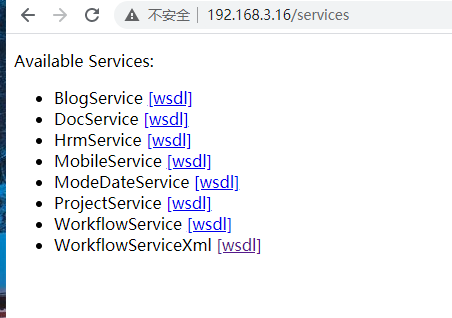 不安全 | 192.168.3.16/services
Available Services:
BlogService [wsdl]
DocService [wsdl]
HrmService [wsdl]
MobileService [wsdl]
ModeDateService [wsdl]
ProjectService [wsdl]
WorkflowService [wsdl]
WorkflowServiceXml [wsdl]